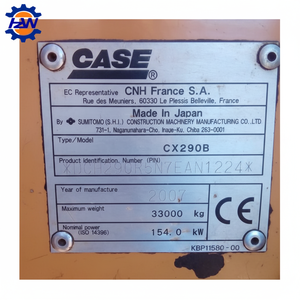 CASE®
EC Representative CNH France S.A.
Rue des Meuniers, 60330 Le Plessis Belleville, France
Made in Japan
By SUMITOMO (S.H.I.) CONSTRUCTION MACHINERY MANUFACTURING CO.,LTD.
731-1, Naganumahara-Cho, Inage-Ku, Chiba 263-0001
Type/Model CX290B
Product Identification Number (PIN)
Year of manufacture 2007
Maximum weight 33000 kg
Nominal power (ISO 14396) 154.0 kW
CE
KBP11580-00